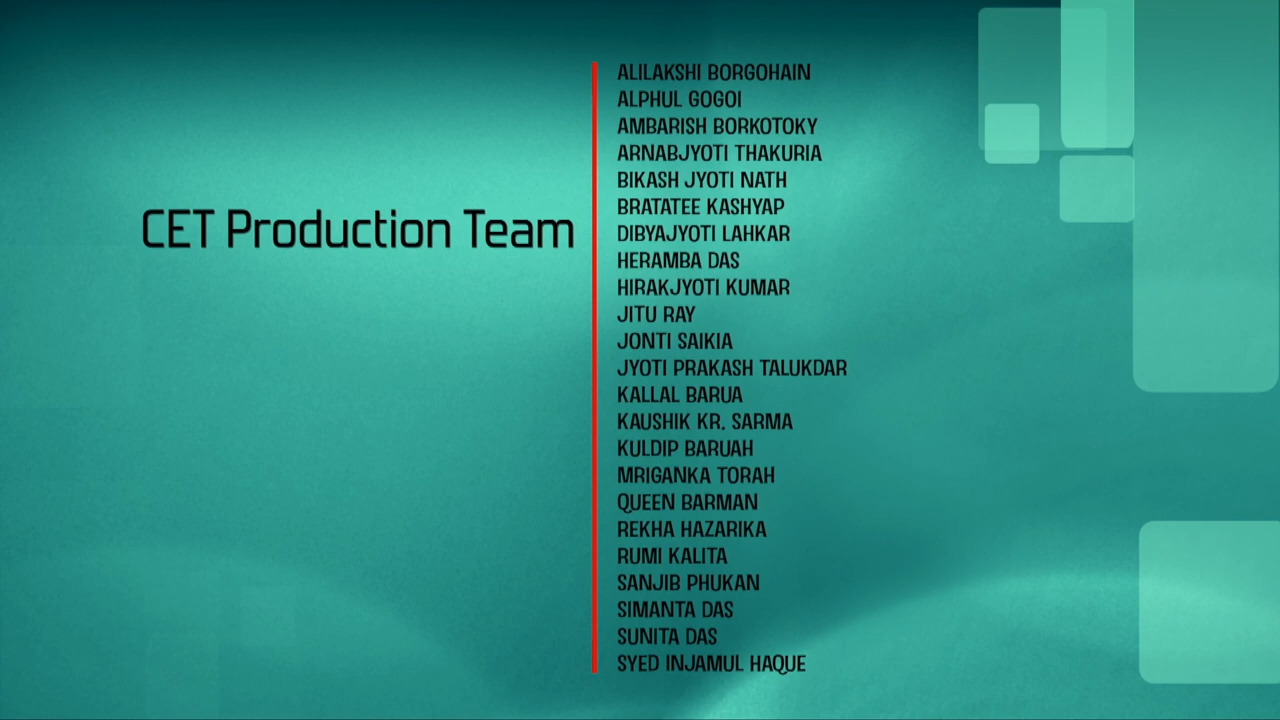 CET Production Team
ALILAKSHI BORGOHAIN
ALPHUL GOGOI
AMBARISH BORKOTOKY
ARNABJYOTI THAKURIA
BIKASH JYOTI NATH
BRATATEE KASHYAP
DIBYAJYOTI LAHKAR
HERAMBA DAS
HIRAKJYOTI KUMAR
JITU RAY
JONTI SAIKIA
JYOTI PRAKASH TALUKDAR
KALLAL BARUA
KAUSHIK KR. SARMA
KULDIP BARUAH
MRIGANKA TORAH
QUEEN BARMAN
REKHA HAZARIKA
RUMI KALITA
SANJIB PHUKAN
SIMANTA DAS
SUNITA DAS
SYED INJAMUL HAQUE